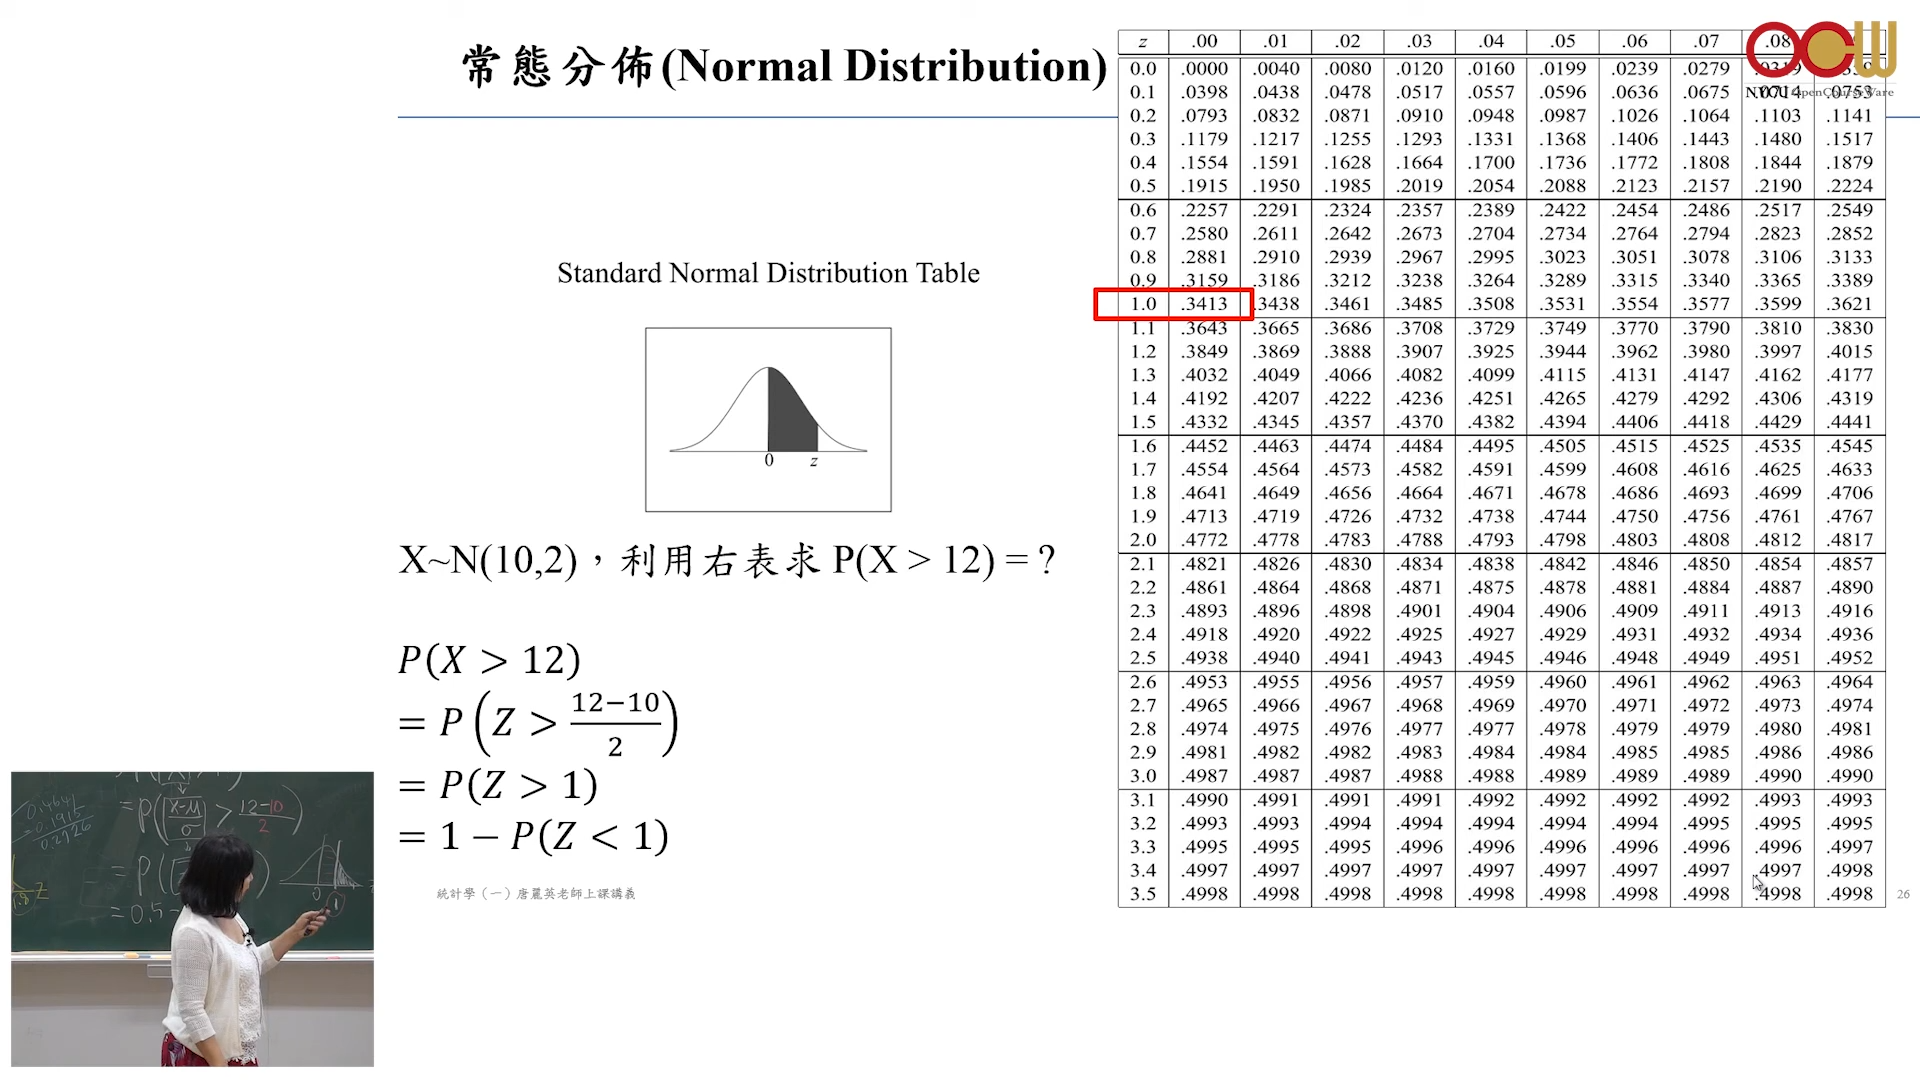 常態分佈(Normal Distribution)
Standard Normal Distribution Table
0 z
X~N(10,2),利用右表求 P(X > 12) = ?
P(X > 12)
= P(Z > (12−10)/2)
= P(Z > 1)
= 1 − P(Z < 1)
統計學（一）唐麗英老師上課講義
z .00 .01 .02 .03 .04 .05 .06 .07 .08
0.0 .0000 .0040 .0080 .0120 .0160 .0199 .0239 .0279 .0319
0.1 .0398 .0438 .0478 .0517 .0557 .0596 .0636 .0675 .0714 .0753
0.2 .0793 .0832 .0871 .0910 .0948 .0987 .1026 .1064 .1103 .1141
0.3 .1179 .1217 .1255 .1293 .1331 .1368 .1406 .1443 .1480 .1517
0.4 .1554 .1591 .1628 .1664 .1700 .1736 .1772 .1808 .1844 .1879
0.5 .1915 .1950 .1985 .2019 .2054 .2088 .2123 .2157 .2190 .2224
0.6 .2257 .2291 .2324 .2357 .2389 .2422 .2454 .2486 .2517 .2549
0.7 .2580 .2611 .2642 .2673 .2704 .2734 .2764 .2794 .2823 .2852
0.8 .2881 .2910 .2939 .2967 .2995 .3023 .3051 .3078 .3106 .3133
0.9 .3159 .3186 .3212 .3238 .3264 .3289 .3315 .3340 .3365 .3389
1.0 .3413 .3438 .3461 .3485 .3508 .3531 .3554 .3577 .3599 .3621
1.1 .3643 .3665 .3686 .3708 .3729 .3749 .3770 .3790 .3810 .3830
1.2 .3849 .3869 .3888 .3907 .3925 .3944 .3962 .3980 .3997 .4015
1.3 .4032 .4049 .4066 .4082 .4099 .4115 .4131 .4147 .4162 .4177
1.4 .4192 .4207 .4222 .4236 .4251 .4265 .4279 .4292 .4306 .4319
1.5 .4332 .4345 .4357 .4370 .4382 .4394 .4406 .4418 .4429 .4441
1.6 .4452 .4463 .4474 .4484 .4495 .4505 .4515 .4525 .4535 .4545
1.7 .4554 .4564 .4573 .4582 .4591 .4599 .4608 .4616 .4625 .4633
1.8 .4641 .4649 .4656 .4664 .4671 .4678 .4686 .4693 .4699 .4706
1.9 .4713 .4719 .4726 .4732 .4738 .4744 .4750 .4756 .4761 .4767
2.0 .4772 .4778 .4783 .4788 .4793 .4798 .4803 .4808 .4812 .4817
2.1 .4821 .4826 .4830 .4834 .4838 .4842 .4846 .4850 .4854 .4857
2.2 .4861 .4864 .4868 .4871 .4875 .4878 .4881 .4884 .4887 .4890
2.3 .4893 .4896 .4898 .4901 .4904 .4906 .4909 .4911 .4913 .4916
2.4 .4918 .4920 .4922 .4925 .4927 .4929 .4931 .4932 .4934 .4936
2.5 .4938 .4940 .4941 .4943 .4945 .4946 .4948 .4949 .4951 .4952
2.6 .4953 .4955 .4956 .4957 .4959 .4960 .4961 .4962 .4963 .4964
2.7 .4965 .4966 .4967 .4968 .4969 .4970 .4971 .4972 .4973 .4974
2.8 .4974 .4975 .4976 .4977 .4977 .4978 .4979 .4979 .4980 .4981
2.9 .4981 .4982 .4982 .4983 .4984 .4984 .4985 .4985 .4986 .4986
3.0 .4987 .4987 .4987 .4988 .4988 .4989 .4989 .4989 .4990 .4990
3.1 .4990 .4991 .4991 .4991 .4992 .4992 .4992 .4992 .4993 .4993
3.2 .4993 .4993 .4994 .4994 .4994 .4994 .4994 .4995 .4995 .4995
3.3 .4995 .4995 .4995 .4996 .4996 .4996 .4996 .4996 .4996 .4997
3.4 .4997 .4997 .4997 .4997 .4997 .4997 .4997 .4997 .4997 .4998
3.5 .4998 .4998 .4998 .4998 .4998 .4998 .4998 .4998 .4998 .4998
OCW
OpenCourseWare
26
0.4641
0.1915
0.2726
= P( X-μ/σ > 12-10/2 )
= P(
= 0.5 -
0 1
1.8 Z